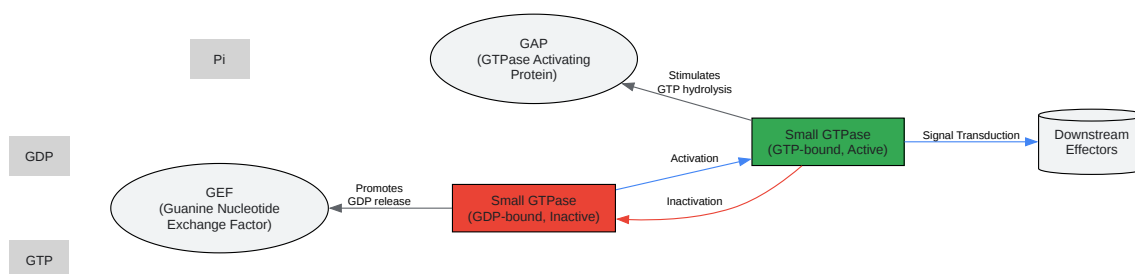 Pi
GAP
(GTPase Activating
Protein)
Stimulates
GTP hydrolysis
Small GTPase
(GTP-bound, Active)
Signal Transduction
Downstream
Effectors
GDP
Activation
GEF
(Guanine Nucleotide
Exchange Factor)
Promotes
GDP release
Small GTPase
(GDP-bound, Inactive)
Inactivation
GTP